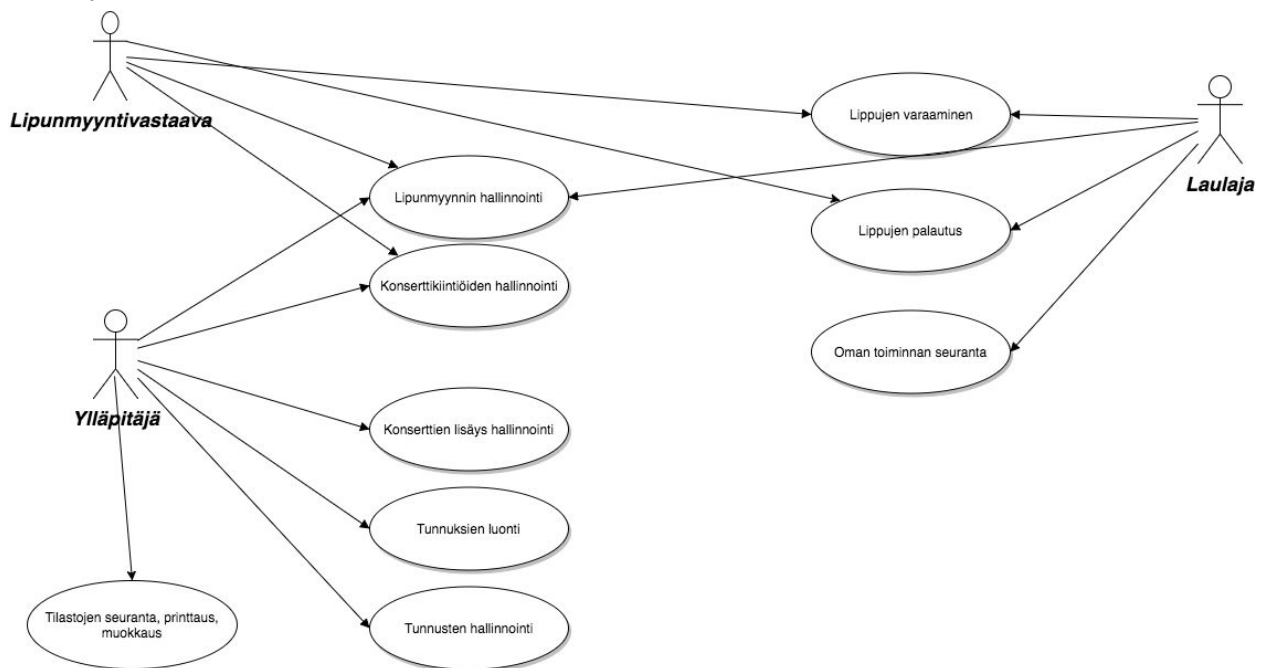 Lipunmyyntivastaava
Lippujen varaaminen
Laulaja
Lipunmyynnin hallinnointi
Lippujen palautus
Konserttikiintiöiden hallinnointi
Oman toiminnan seuranta
Ylläpitäjä
Konserttien lisäys hallinnointi
Tunnuksien luonti
Tilastojen seuranta, printtaus,
muokkaus
Tunnusten hallinnointi